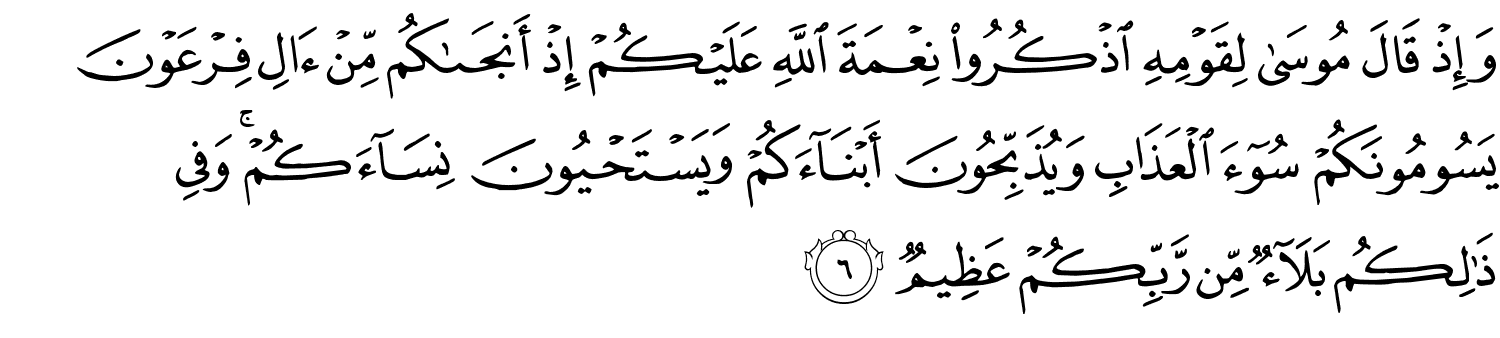 وَإِذۡ قَالَ مُوسَىٰ لِقَوۡمِهِ ٱذۡكُرُواْ نِعۡمَةَ ٱللَّهِ عَلَيۡكُمۡ إِذۡ أَنجَىٰكُم مِّنۡ ءَالِ فِرۡعَوۡنَ
يَسُومُونَكُمۡ سُوٓءَ ٱلۡعَذَابِ وَيُذَبِّحُونَ أَبۡنَآءَكُمۡ وَيَسۡتَحۡيُونَ نِسَآءَكُمۡۚ وَفِي
ذَٰلِكُم بَلَآءٞ مِّن رَّبِّكُمۡ عَظِيمٞ ٦